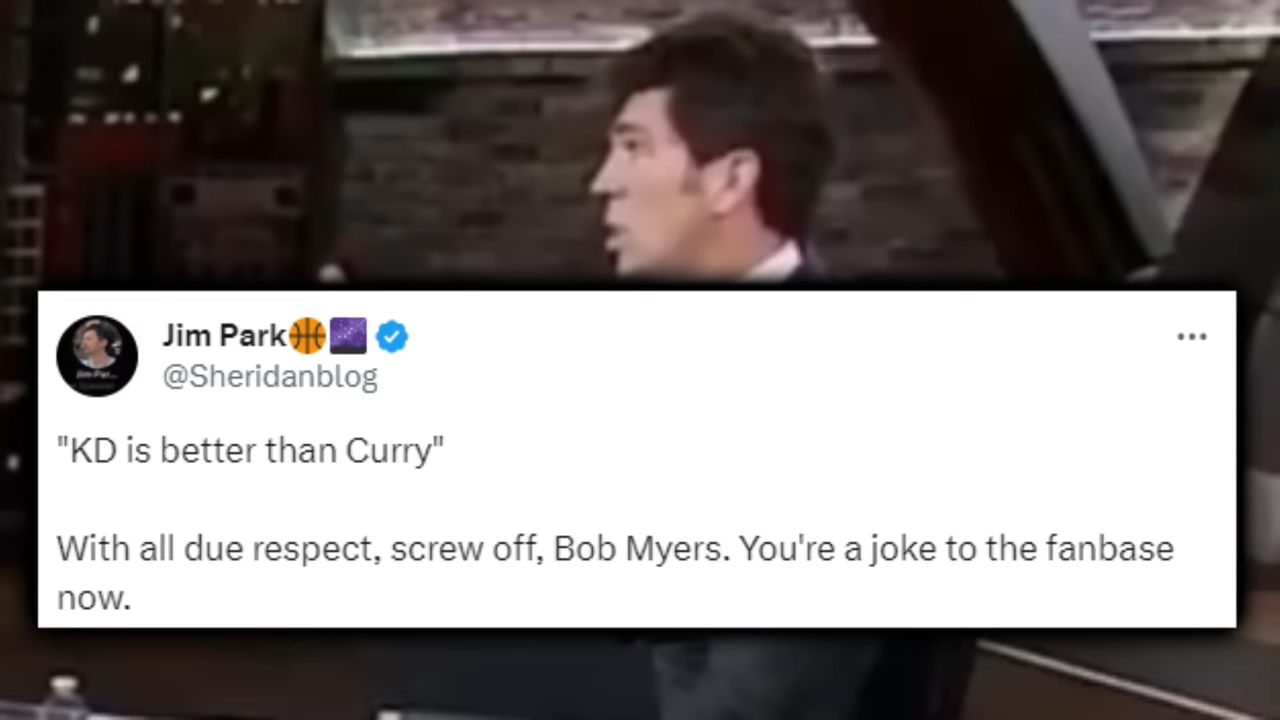 Jim Park🏀🌌
@Sheridanblog
"KD is better than Curry"
With all due respect, screw off, Bob Myers. You're a joke to the fanbase
now.